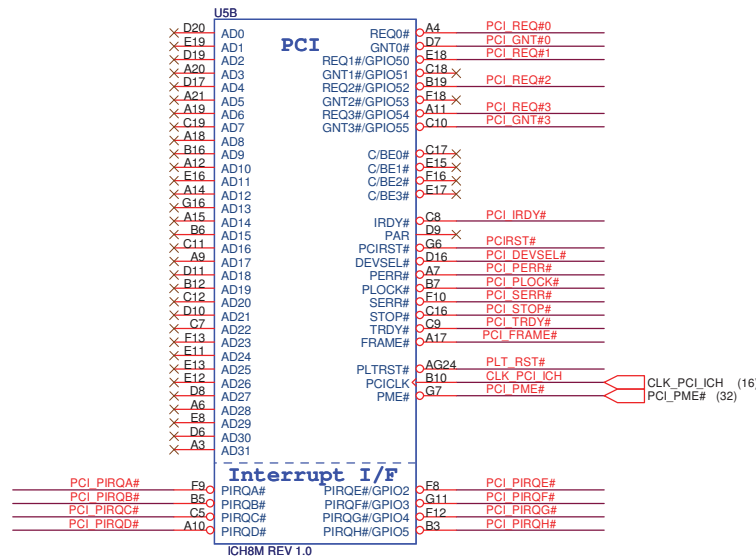 U5B
PCI
D20 AD0 REQ0# A4 PCI_REQ#0
E19 AD1 GNT0# D7 PCI_GNT#0
D19 AD2 REQ1#/GPIO50 E18 PCI_REQ#1
A20 AD3 GNT1#/GPIO51 C18
D17 AD4 REQ2#/GPIO52 B19 PCI_REQ#2
A21 AD5 GNT2#/GPIO53 F18
A19 AD6 REQ3#/GPIO54 A11 PCI_REQ#3
C19 AD7 GNT3#/GPIO55 C10 PCI_GNT#3
A18 AD8
B16 AD9 C/BE0# C17
A12 AD10 C/BE1# E15
E16 AD11 C/BE2# F16
A14 AD12 C/BE3# E17
G16 AD13
A15 AD14 IRDY# C8 PCI_IRDY#
B6 AD15 PAR D9
C11 AD16 PCIRST# G6 PCIRST#
A9 AD17 DEVSEL# D16 PCI_DEVSEL#
D11 AD18 PERR# A7 PCI_PERR#
B12 AD19 PLOCK# B7 PCI_PLOCK#
C12 AD20 SERR# F10 PCI_SERR#
D10 AD21 STOP# C16 PCI_STOP#
C7 AD22 TRDY# C9 PCI_TRDY#
F13 AD23 FRAME# A17 PCI_FRAME#
E11 AD24
E13 AD25 PLTRST# AG24 PLT_RST#
E12 AD26 PCICLK B10 CLK_PCI_ICH CLK_PCI_ICH (16)
D8 AD27 PME# G7 PCI_PME# PCI_PME# (32)
A6 AD28
E8 AD29
D6 AD30
A3 AD31
Interrupt I/F
PCI_PIRQA# F9 PIRQA# PIRQE#/GPIO2 F8 PCI_PIRQE#
PCI_PIRQB# B5 PIRQB# PIRQF#/GPIO3 G11 PCI_PIRQF#
PCI_PIRQC# C5 PIRQC# PIRQG#/GPIO4 F12 PCI_PIRQG#
PCI_PIRQD# A10 PIRQD# PIRQH#/GPIO5 B3 PCI_PIRQH#
ICH8M REV 1.0